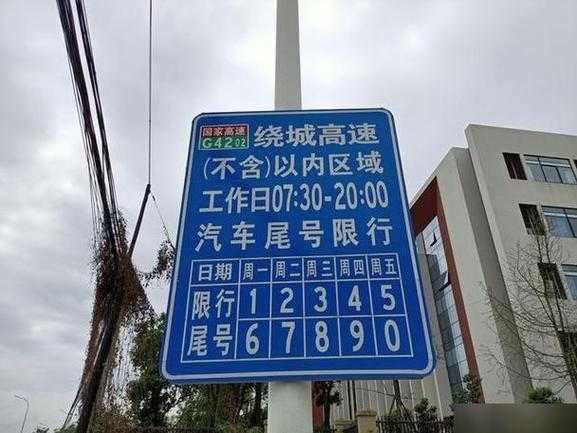 国家高速
G4202 绕城高速
(不含)以内区域
工作日07:30-20:00
汽车尾号限行
日期 周一 周二 周三 周四 周五
限行 1 2 3 4 5
尾号 6 7 8 9 0